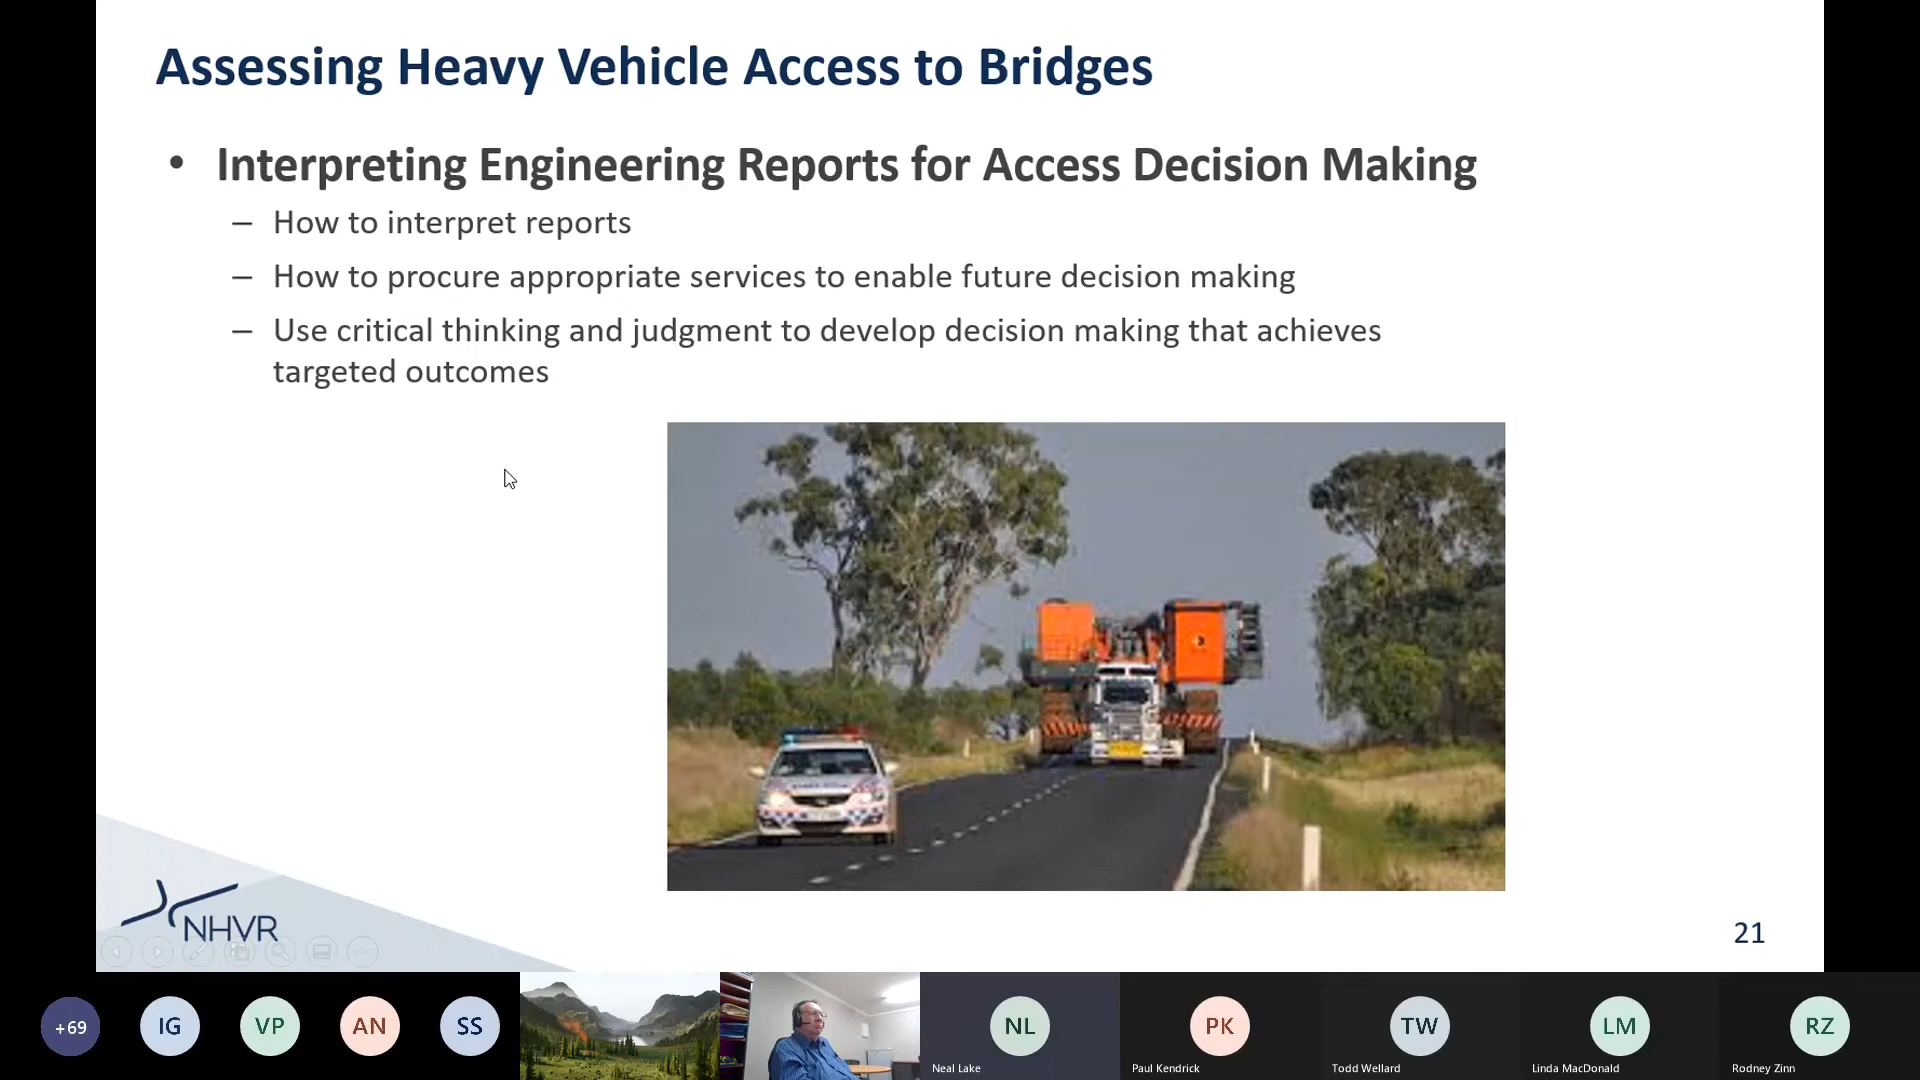 Assessing Heavy Vehicle Access to Bridges
• Interpreting Engineering Reports for Access Decision Making
– How to interpret reports
– How to procure appropriate services to enable future decision making
– Use critical thinking and judgment to develop decision making that achieves
targeted outcomes
NHVR
21
+69
IG
VP
AN
SS
NL
PK
TW
LM
RZ
Neal Lake
Paul Kendrick
Todd Wellard
Linda MacDonald
Rodney Zinn